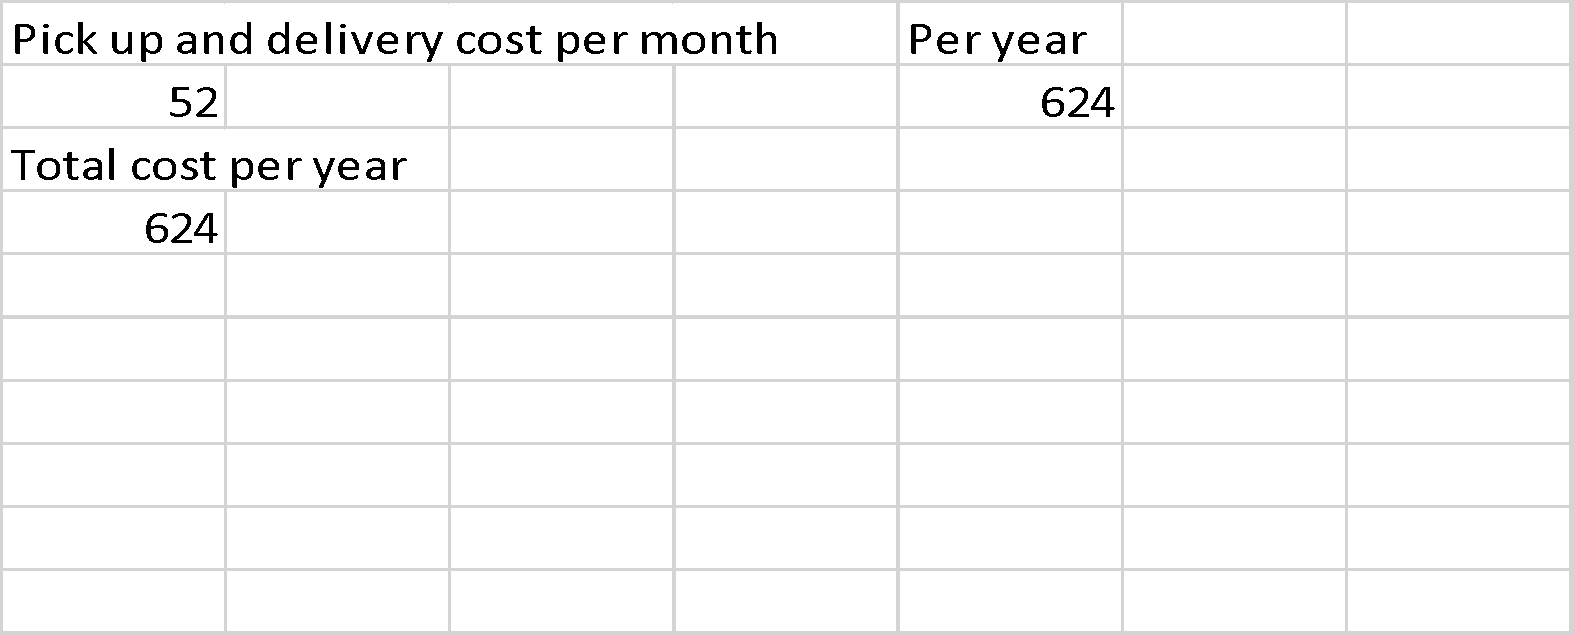 Pick up and delivery cost per month Per year
52 624
Total cost per year
624